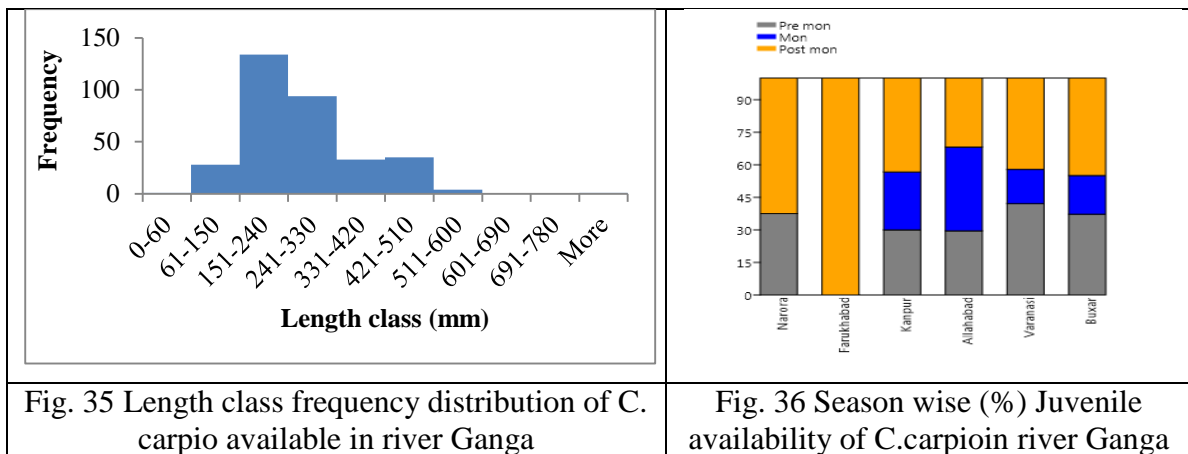 150
100
50
0
Frequency
0-60
61-150
151-240
241-330
331-420
421-510
511-600
601-690
691-780
More
Length class (mm)
Pre mon
Mon
Post mon
90
75
60
45
30
15
0
Narora
Farukhabad
Kanpur
Allahabad
Varanasi
Buxar
Fig. 35 Length class frequency distribution of C.
carpio available in river Ganga
Fig. 36 Season wise (%) Juvenile
availability of C.carpioin river Ganga